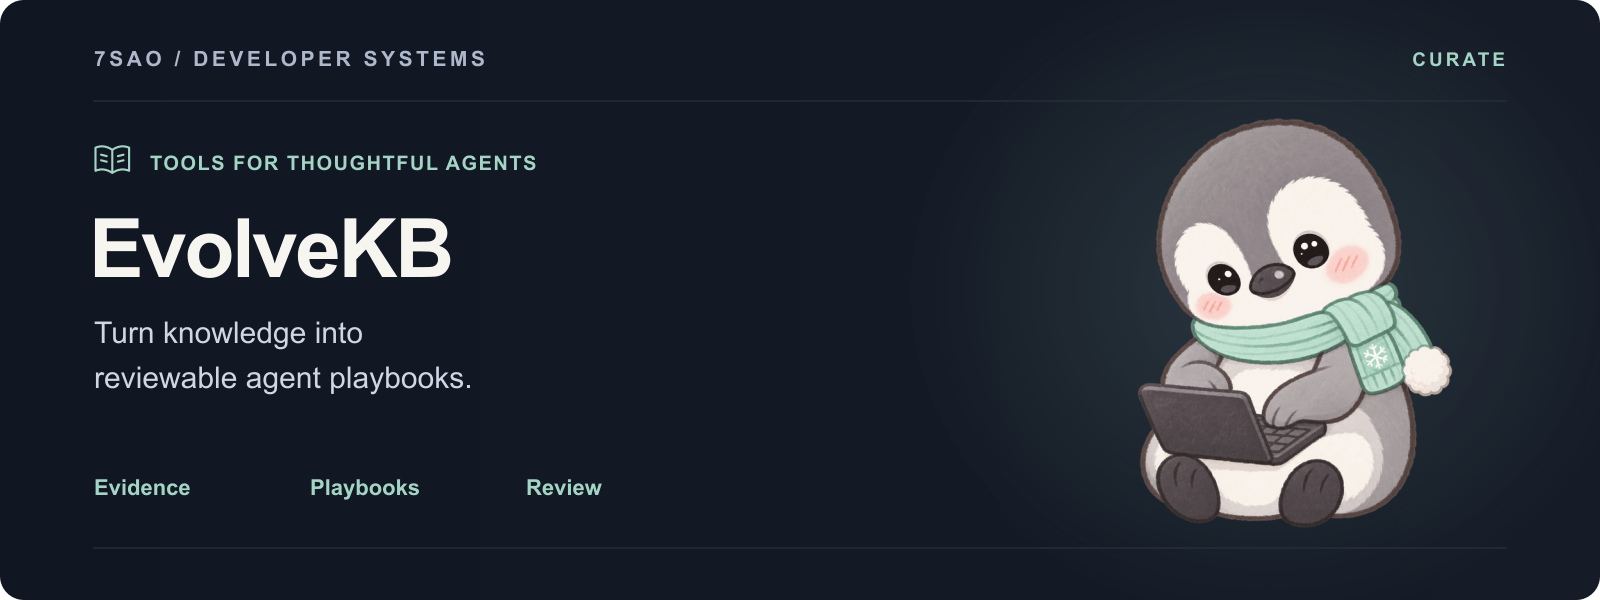 7SAO / DEVELOPER SYSTEMS
CURATE
TOOLS FOR THOUGHTFUL AGENTS
EvolveKB
Turn knowledge into
reviewable agent playbooks.
Evidence
Playbooks
Review